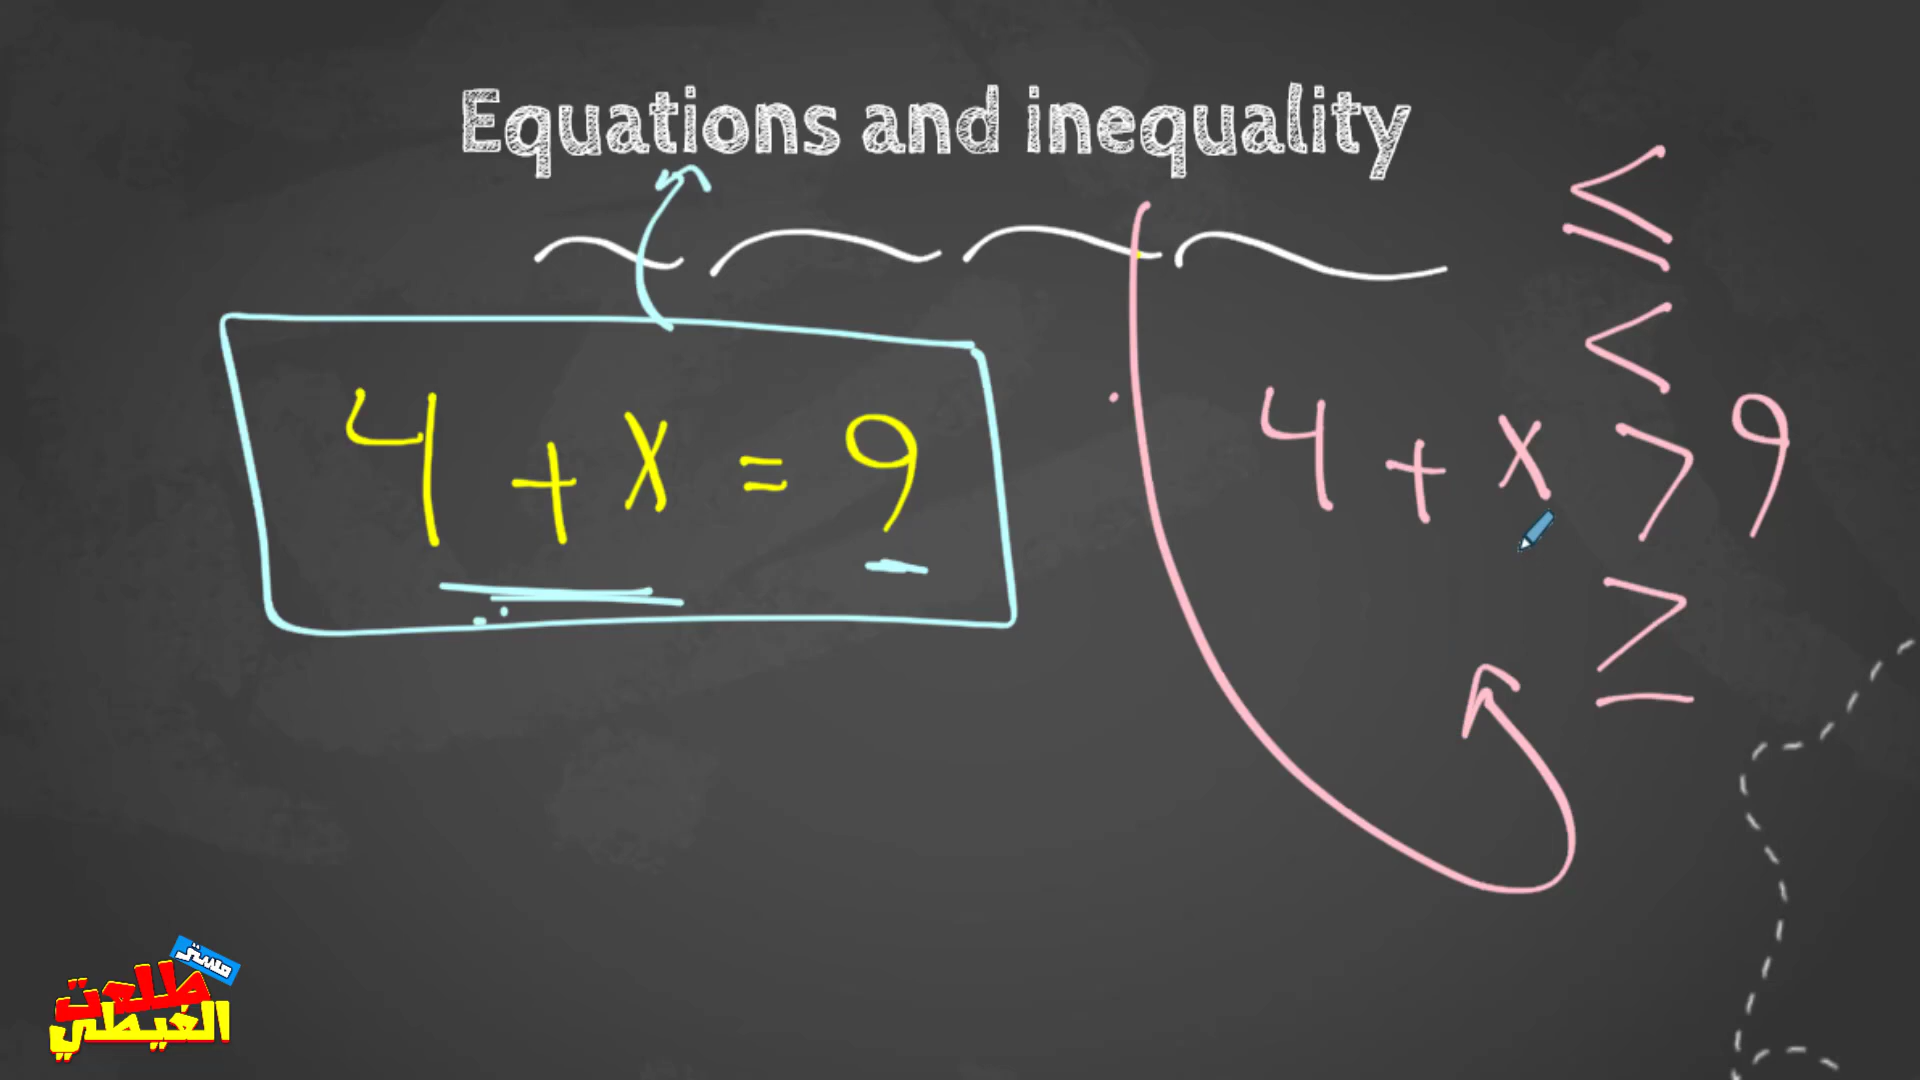 Equations and inequality
≤
<
4 + x = 9
4 + x > 9
≥
مستر
طلعت
الغيطي